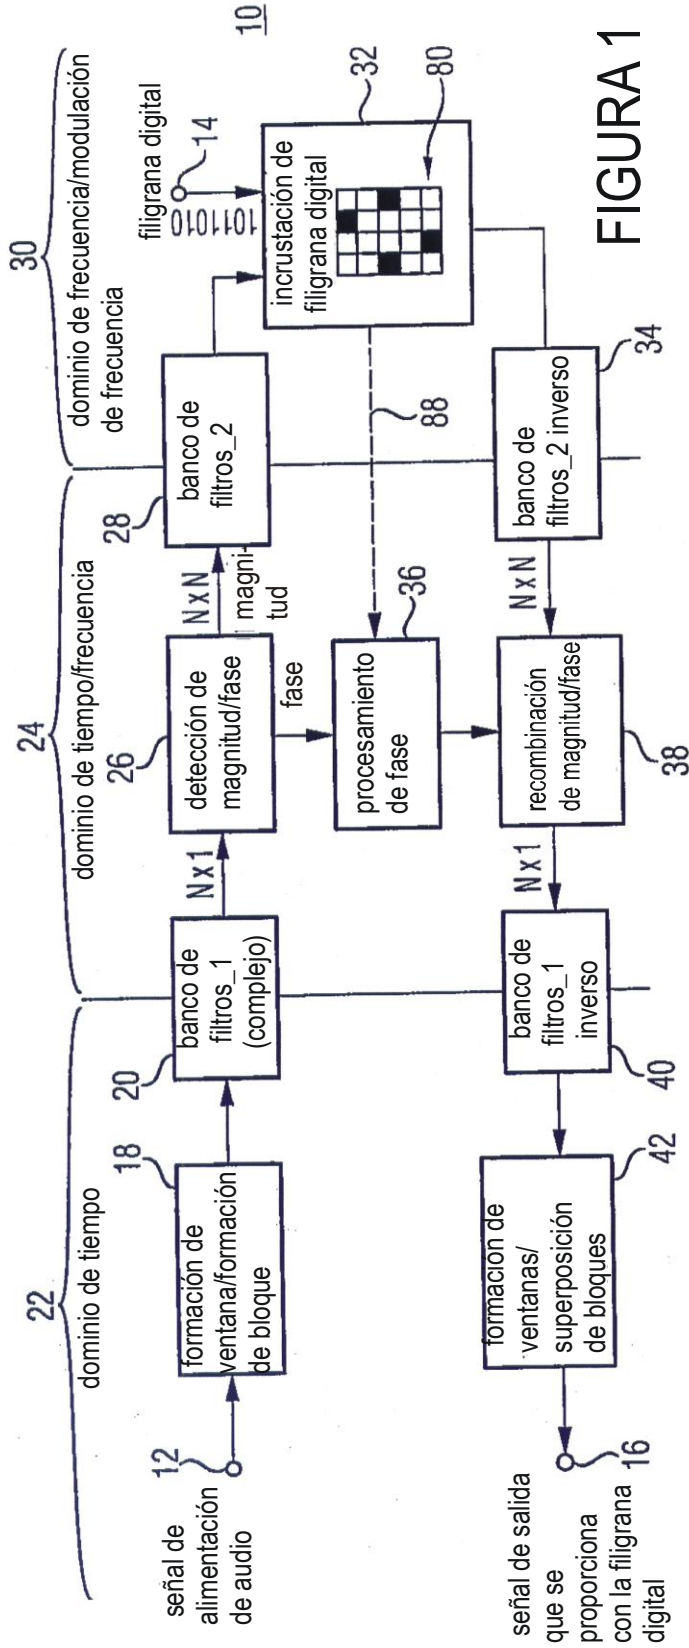 22
dominio de tiempo
24
dominio de tiempo/frecuencia
30
dominio de frecuencia/modulación
de frecuencia
10
señal de
alimentación
de audio
12
18
formación de
ventana/formación
de bloque
20
banco de
filtros_1
(complejo)
N x 1
26
detección de
magnitud/fase
N x N
magni-
tud
fase
28
banco de
filtros_2
filigrana digital
14
1011010
incrustación de
filigrana digital
32
80
88
procesamiento
de fase
36
señal de salida
que se
proporciona
con la filigrana
digital
16
formación de
ventanas/
superposición
de bloques
42
banco de
filtros_1
inverso
40
N x 1
recombinación
de magnitud/fase
38
N x N
banco de
filtros_2 inverso
34
FIGURA 1